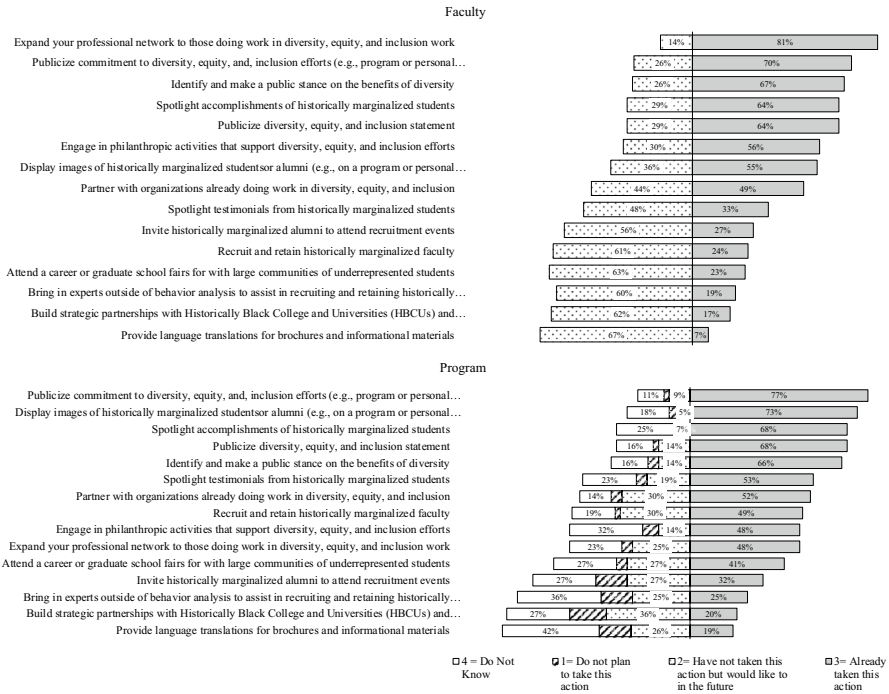 Faculty
Expand your professional network to those doing work in diversity, equity, and inclusion work 14% 81%
Publicize commitment to diversity, equity, and, inclusion efforts (e.g., program or personal… 26% 70%
Identify and make a public stance on the benefits of diversity 26% 67%
Spotlight accomplishments of historically marginalized students 29% 64%
Publicize diversity, equity, and inclusion statement 29% 64%
Engage in philanthropic activities that support diversity, equity, and inclusion efforts 30% 56%
Display images of historically marginalized studentsor alumni (e.g., on a program or personal… 36% 55%
Partner with organizations already doing work in diversity, equity, and inclusion 44% 49%
Spotlight testimonials from historically marginalized students 48% 33%
Invite historically marginalized alumni to attend recruitment events 56% 27%
Recruit and retain historically marginalized faculty 61% 24%
Attend a career or graduate school fairs for with large communities of underrepresented students 63% 23%
Bring in experts outside of behavior analysis to assist in recruiting and retaining historically… 60% 19%
Build strategic partnerships with Historically Black College and Universities (HBCUs) and… 62% 17%
Provide language translations for brochures and informational materials 67% 7%
Program
Publicize commitment to diversity, equity, and, inclusion efforts (e.g., program or personal… 11% 9% 77%
Display images of historically marginalized studentsor alumni (e.g., on a program or personal… 18% 5% 73%
Spotlight accomplishments of historically marginalized students 25% 7% 68%
Publicize diversity, equity, and inclusion statement 16% 14% 68%
Identify and make a public stance on the benefits of diversity 16% 14% 66%
Spotlight testimonials from historically marginalized students 23% 19% 53%
Partner with organizations already doing work in diversity, equity, and inclusion 14% 30% 52%
Recruit and retain historically marginalized faculty 19% 30% 49%
Engage in philanthropic activities that support diversity, equity, and inclusion efforts 32% 14% 48%
Expand your professional network to those doing work in diversity, equity, and inclusion work 23% 25% 48%
Attend a career or graduate school fairs for with large communities of underrepresented students 27% 27% 41%
Invite historically marginalized alumni to attend recruitment events 27% 27% 32%
Bring in experts outside of behavior analysis to assist in recruiting and retaining historically… 36% 25% 25%
Build strategic partnerships with Historically Black College and Universities (HBCUs) and… 27% 36% 20%
Provide language translations for brochures and informational materials 42% 26% 19%
4 = Do Not
Know
1= Do not plan
to take this
action
2= Have not taken this
action but would like to
in the future
3= Already
taken this
action